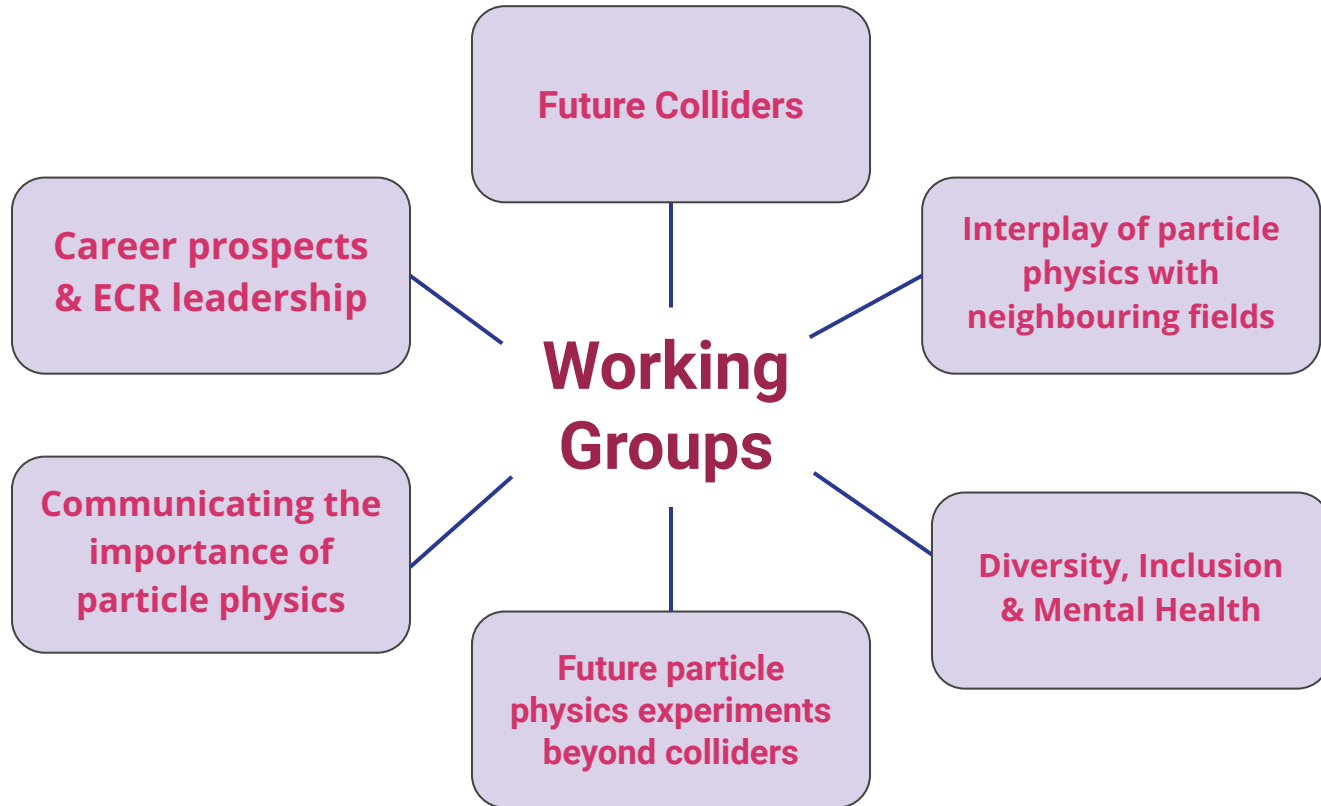 Future Colliders
Career prospects
& ECR leadership
Interplay of particle
physics with
neighbouring fields
Working
Groups
Communicating the
importance of
particle physics
Diversity, Inclusion
& Mental Health
Future particle
physics experiments
beyond colliders